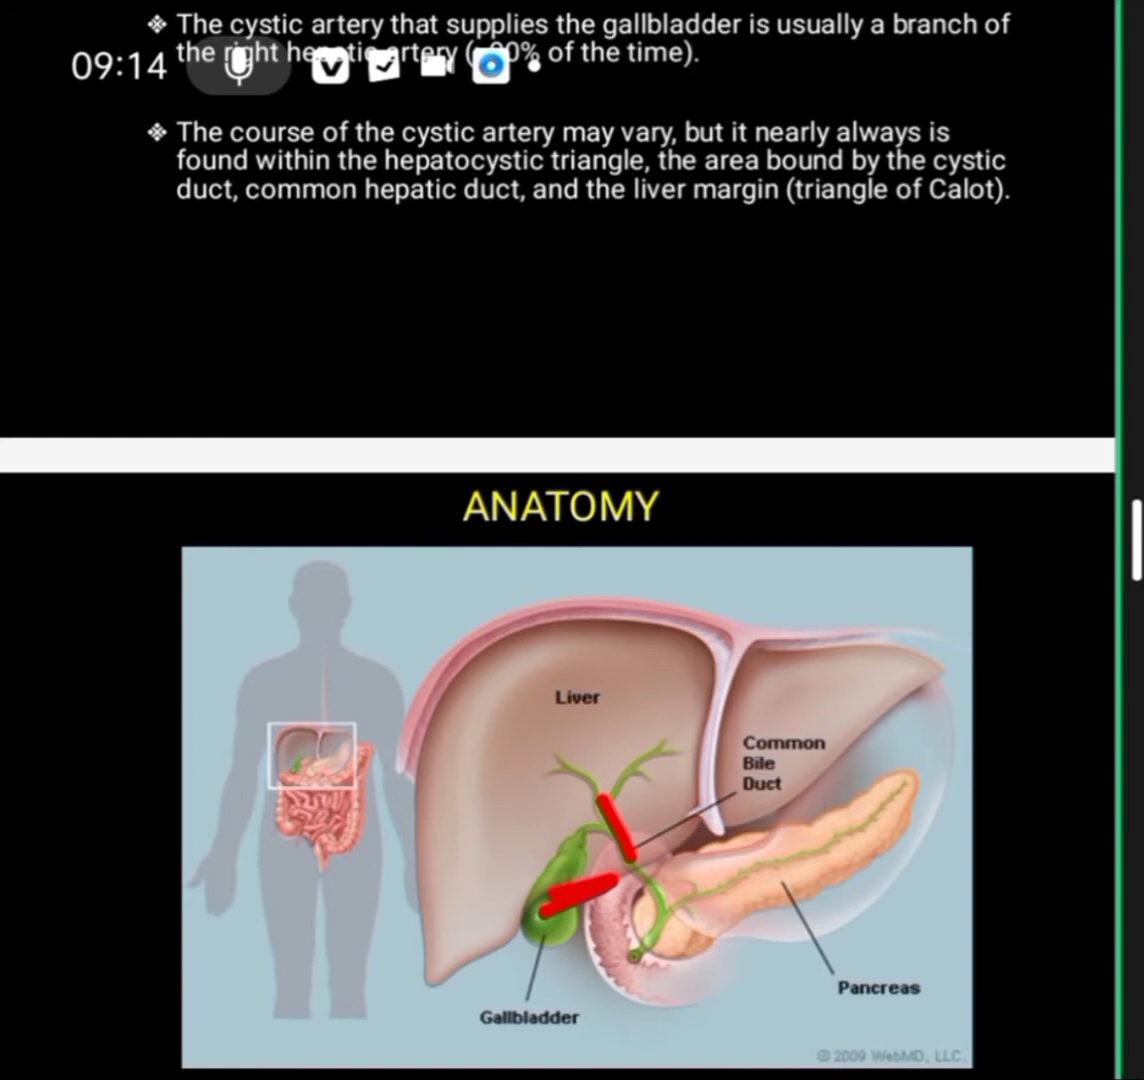 ❖ The cystic artery that supplies the gallbladder is usually a branch of
the right hepatic artery (>90% of the time).
09:14
❖ The course of the cystic artery may vary, but it nearly always is
found within the hepatocystic triangle, the area bound by the cystic
duct, common hepatic duct, and the liver margin (triangle of Calot).
ANATOMY
Liver
Common
Bile
Duct
Pancreas
Gallbladder
© 2009 WebMD, LLC.